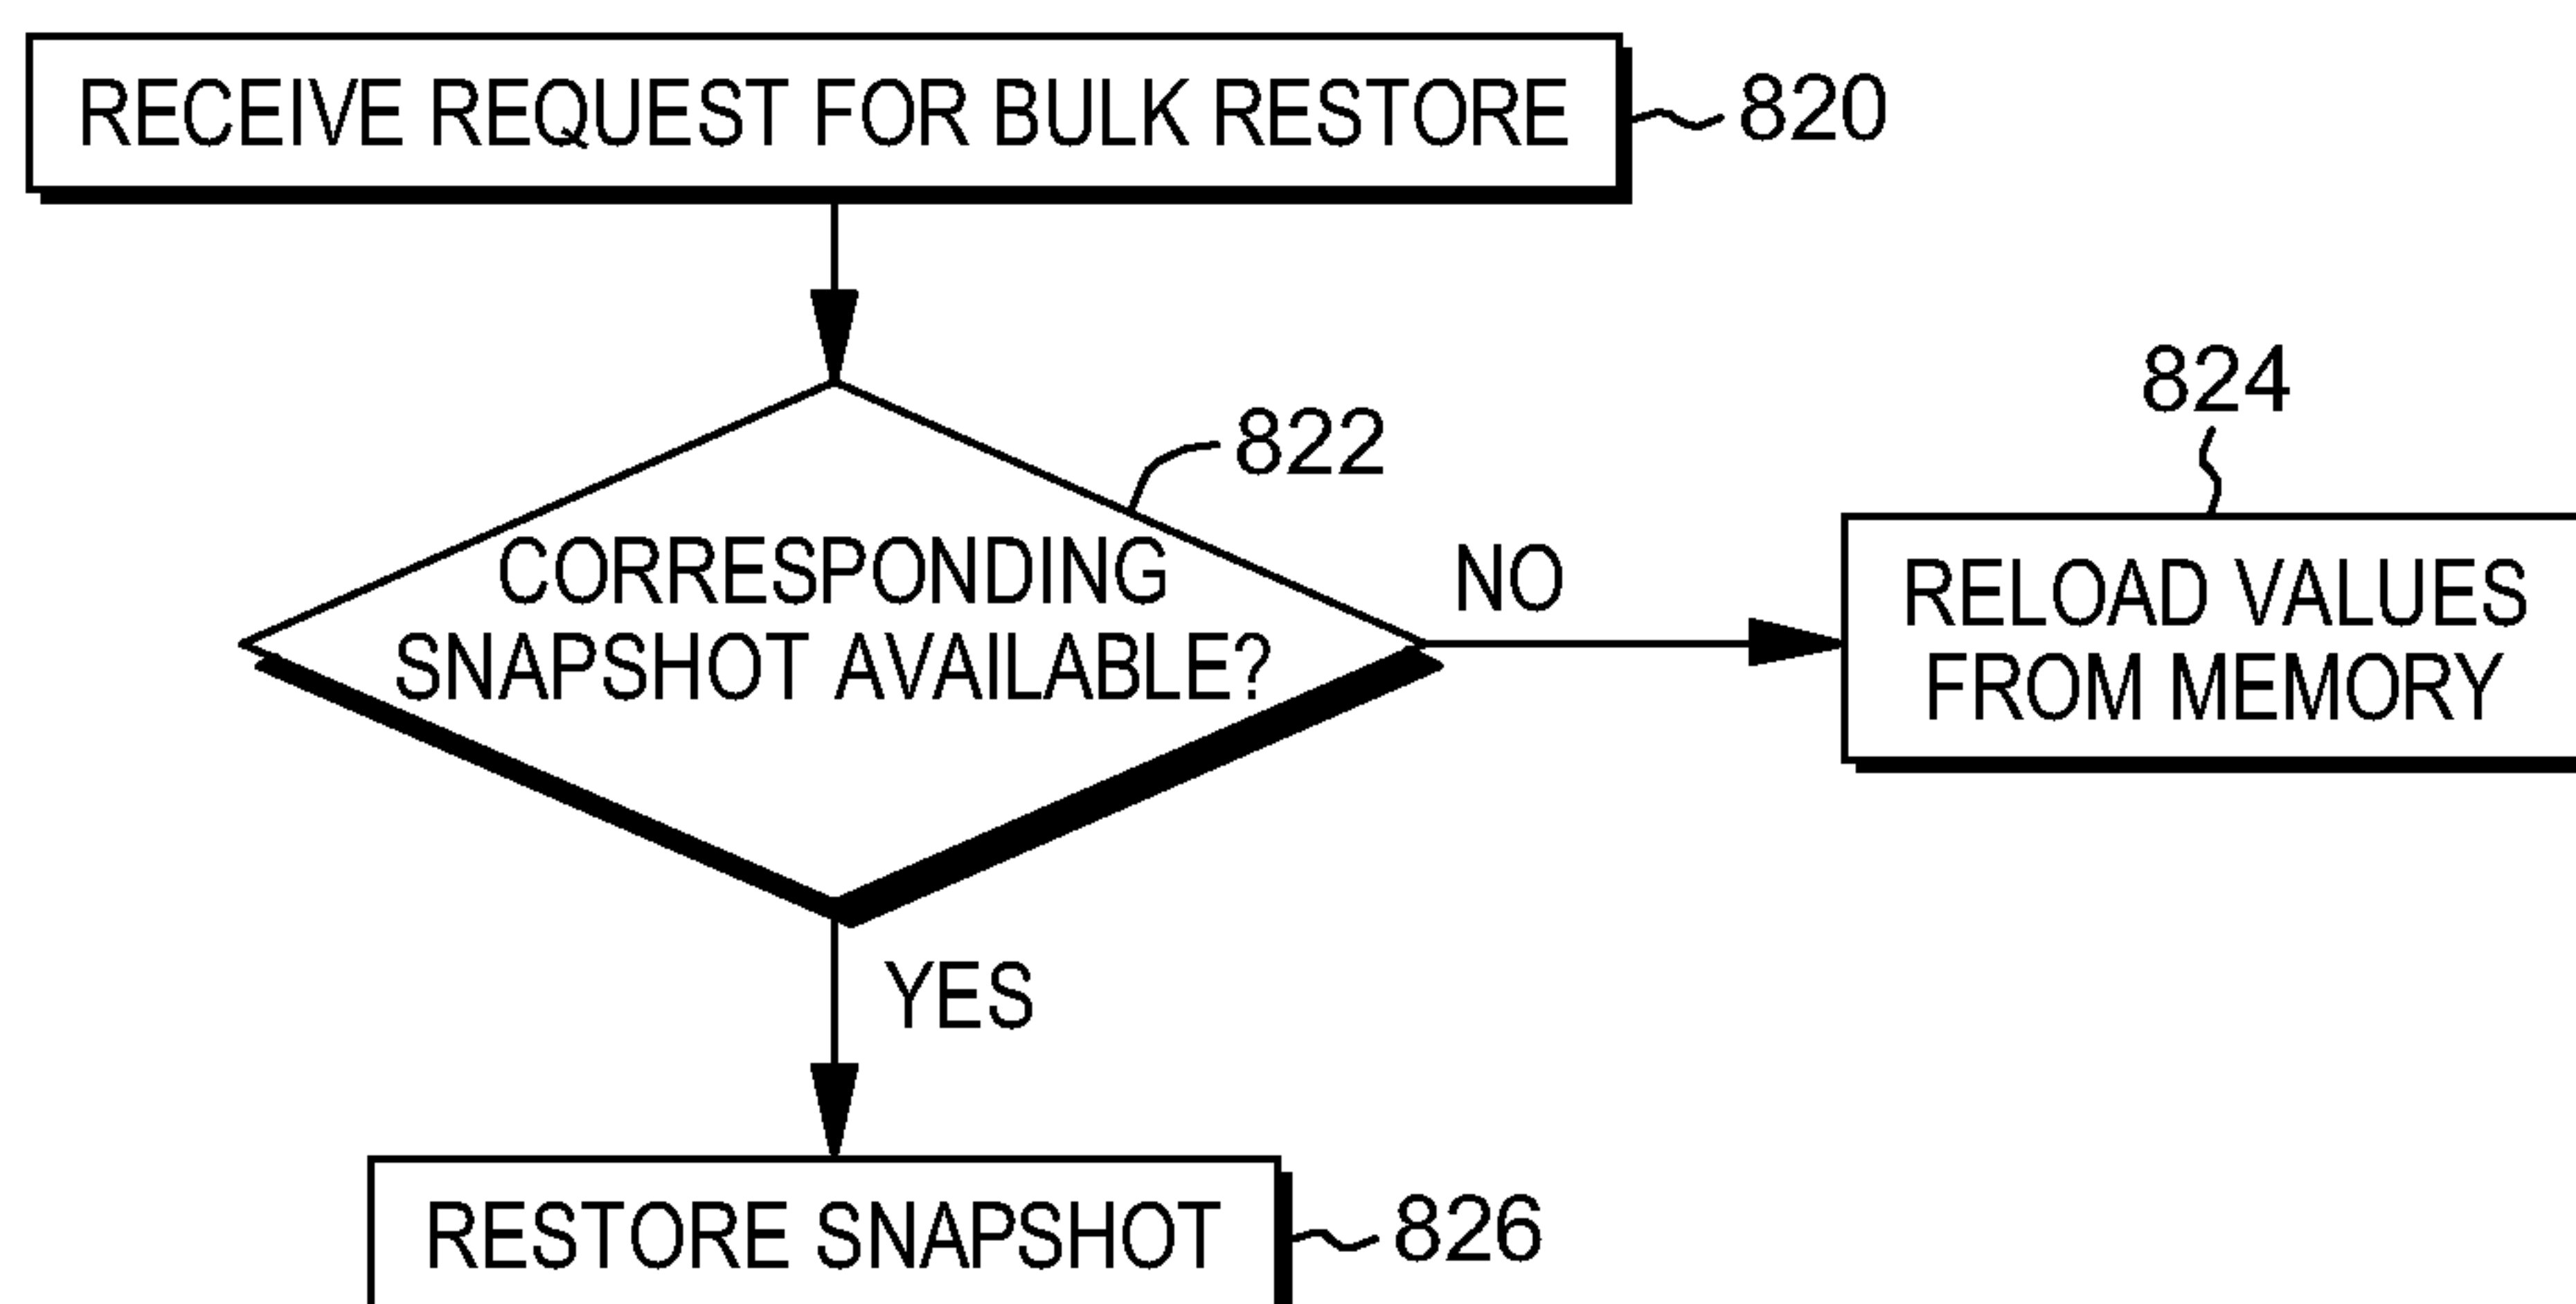 RECEIVE REQUEST FOR BULK RESTORE
820
822
CORRESPONDING
SNAPSHOT AVAILABLE?
NO
824
RELOAD VALUES
FROM MEMORY
YES
RESTORE SNAPSHOT
826